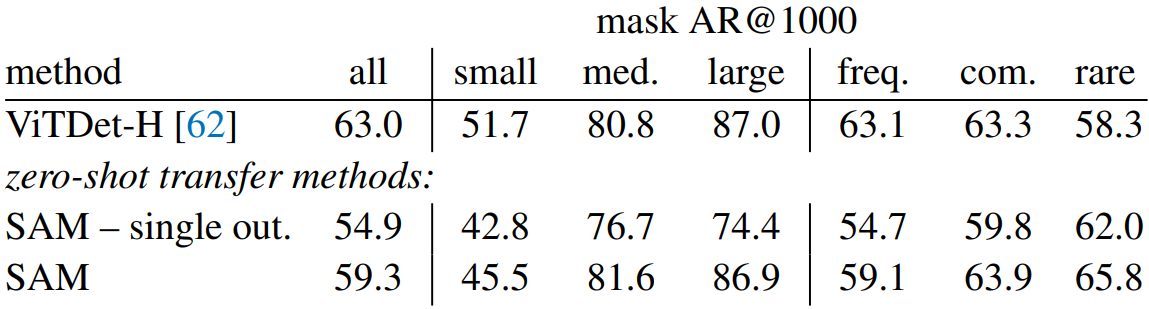 mask AR@1000
method all small med. large freq. com. rare
ViTDet-H [62] 63.0 51.7 80.8 87.0 63.1 63.3 58.3
zero-shot transfer methods:
SAM – single out. 54.9 42.8 76.7 74.4 54.7 59.8 62.0
SAM 59.3 45.5 81.6 86.9 59.1 63.9 65.8